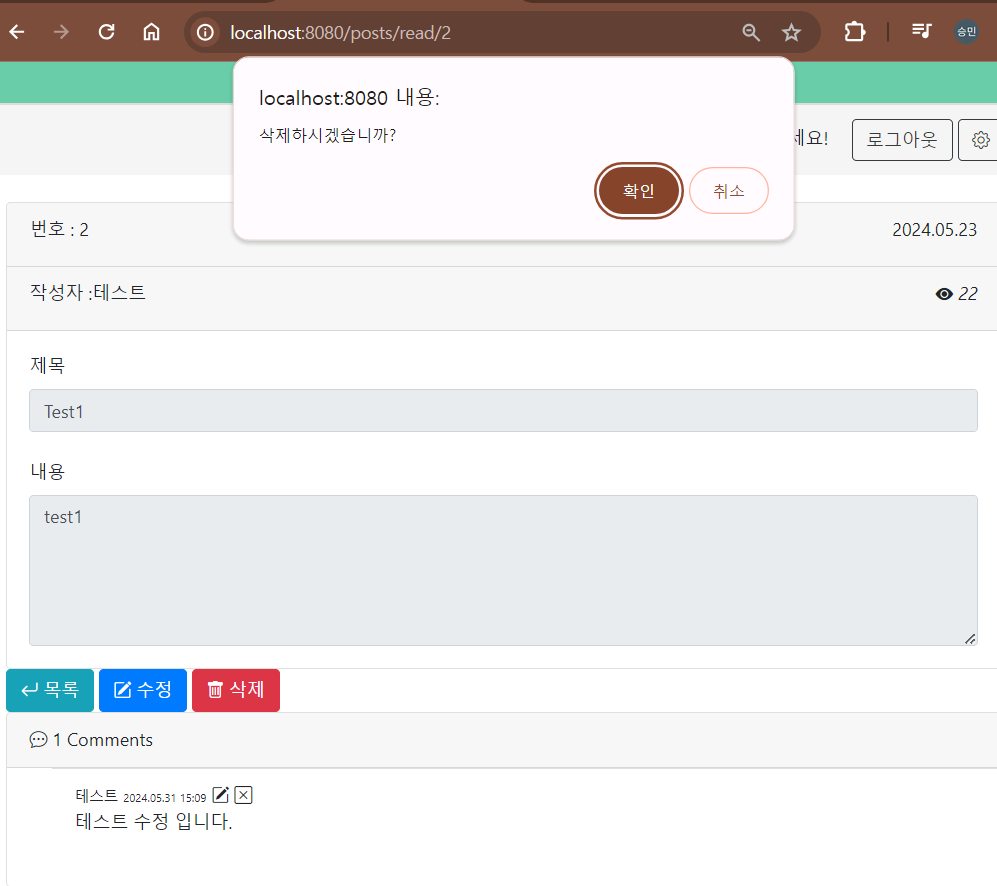 localhost:8080/posts/read/2
승민
localhost:8080 내용:
삭제하시겠습니까?
확인 취소
세요! 로그아웃
번호 : 2 2024.05.23
작성자 :테스트 22
제목
Test1
내용
test1
목록 수정 삭제
1 Comments
테스트 2024.05.31 15:09
테스트 수정 입니다.